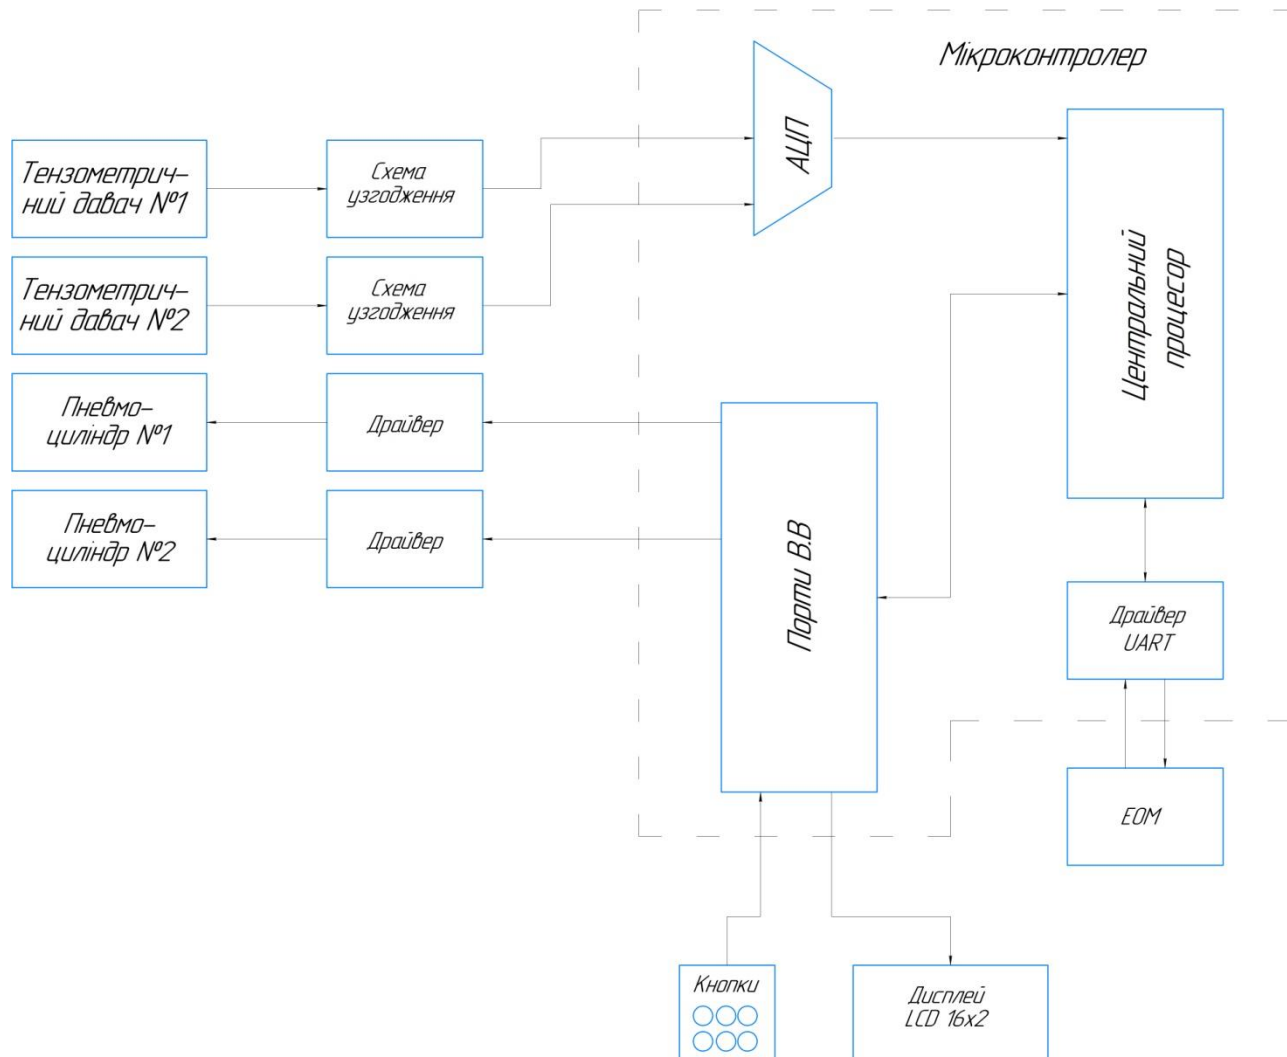 Мікроконтролер
АЦП
Тензометрич-
ний давач №1
Схема
узгодження
Тензометрич-
ний давач №2
Схема
узгодження
Центральний
процесор
Пневмо-
циліндр №1
Драйвер
Пневмо-
циліндр №2
Драйвер
Порти В.В
Драйвер
UART
ЕОМ
Кнопки
Дисплей
LCD 16x2